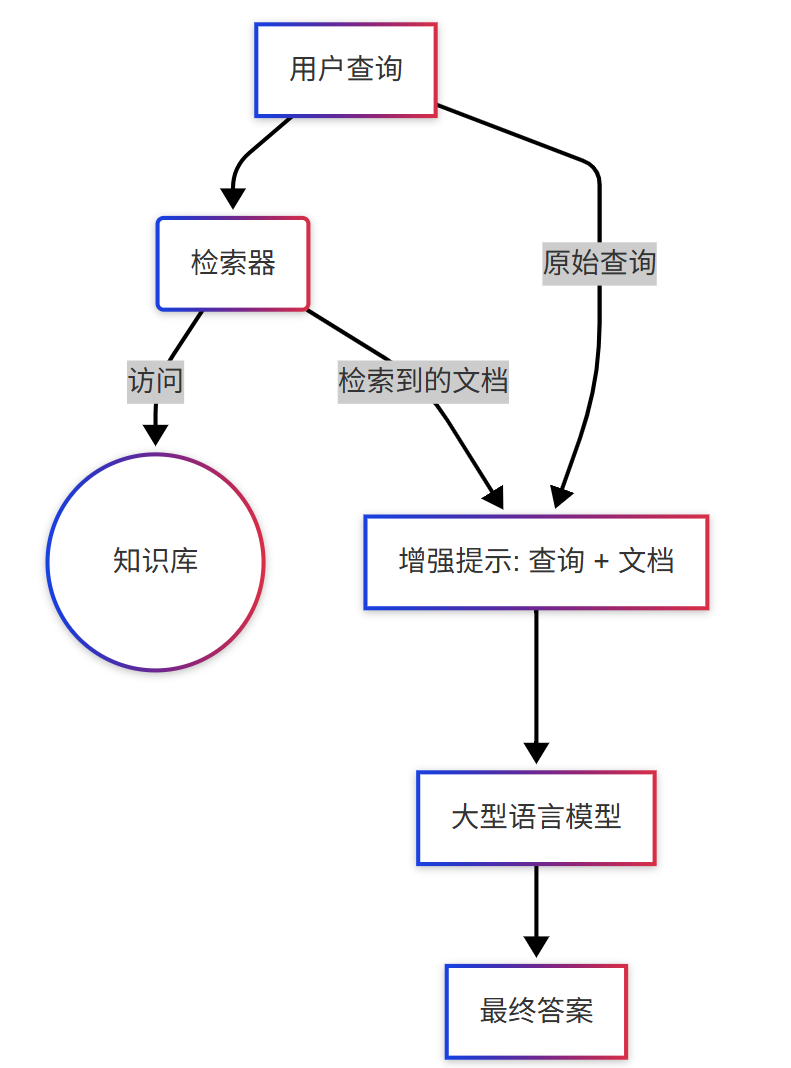 用户查询
检索器
原始查询
访问
检索到的文档
知识库
增强提示: 查询 + 文档
大型语言模型
最终答案